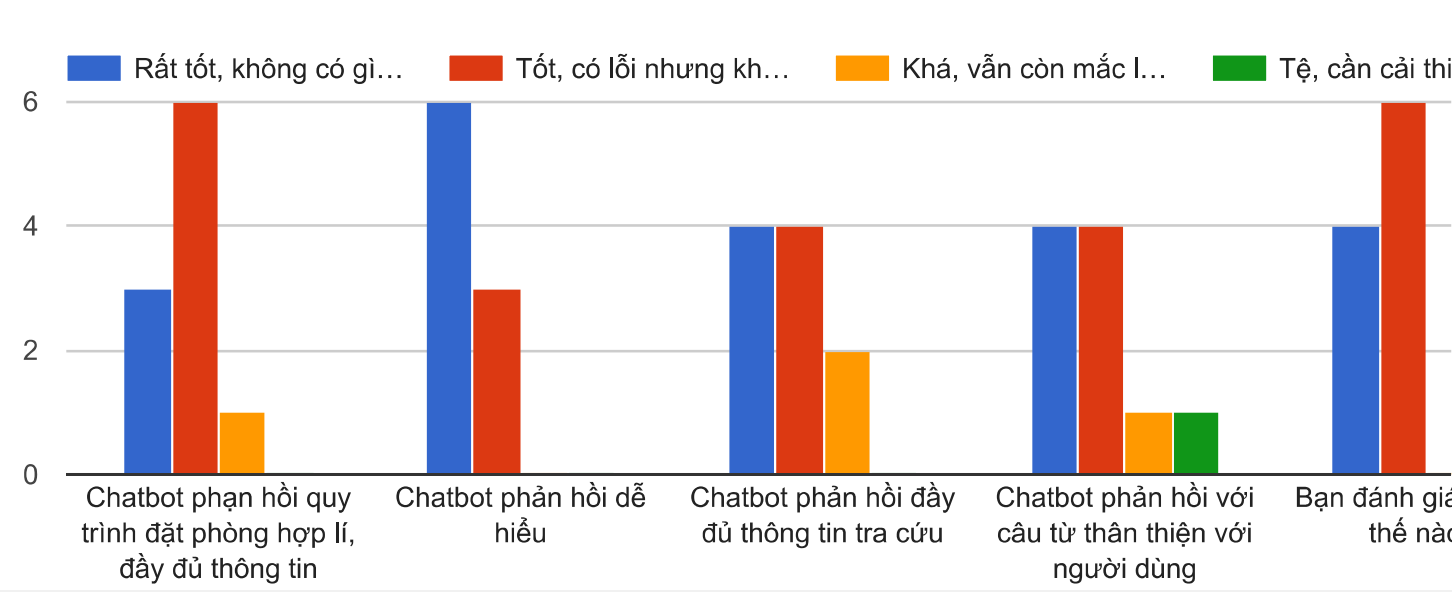 Rất tốt, không có gì… Tốt, có lỗi nhưng kh… Khá, vẫn còn mắc l… Tệ, cần cải thi
6
4
2
0
Chatbot phạn hồi quy
trình đặt phòng hợp lí,
đầy đủ thông tin
Chatbot phản hồi dễ
hiểu
Chatbot phản hồi đầy
đủ thông tin tra cứu
Chatbot phản hồi với
câu từ thân thiện với
người dùng
Bạn đánh giá
thế nào